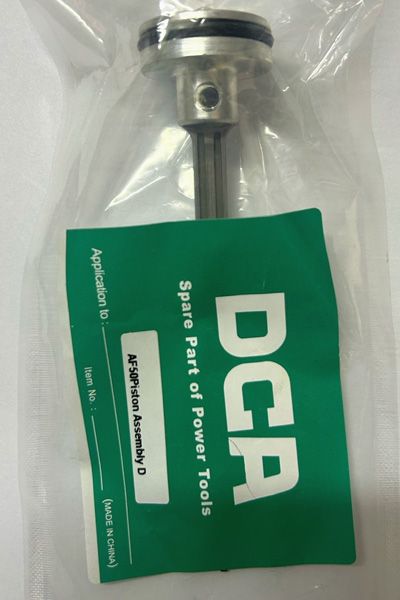 DCA
Spare Part of Power Tools
AF50Piston Assembly D
Application to :
Item No. :
(MADE IN CHINA)